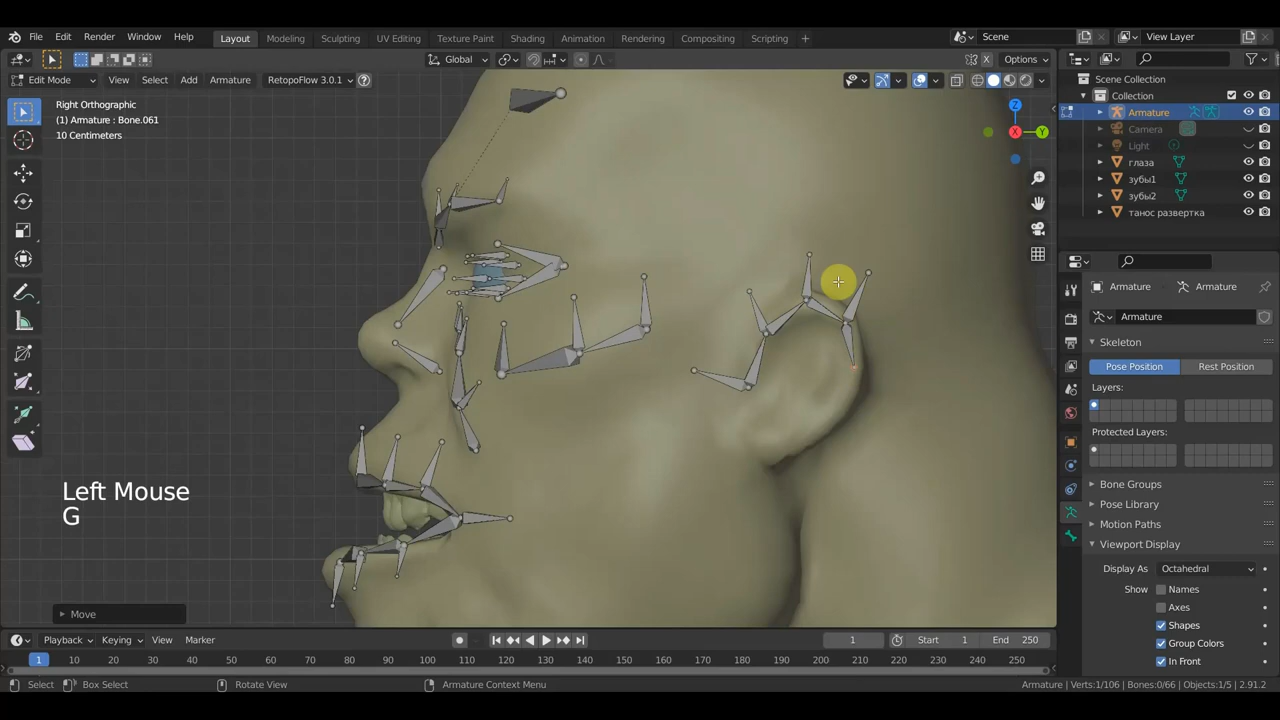 File Edit Render Window Help Layout Modeling Sculpting UV Editing Texture Paint Shading Animation Rendering Compositing Scripting + Scene View Layer
Global X Options
Edit Mode View Select Add Armature RetopoFlow 3.0.1 ?
Scene Collection
Collection
Armature
Camera
Light
глаза
зубы1
зубы2
танос развертка
Right Orthographic
(1) Armature : Bone.061
10 Centimeters
Z
X
Y
Armature Armature
Armature
Skeleton
Pose Position Rest Position
Layers:
Protected Layers:
Bone Groups
Pose Library
Motion Paths
Viewport Display
Display As Octahedral
Show Names
Axes
Shapes
Group Colors
In Front
Left Mouse
G
Move
Playback Keying View Marker 1 Start 1 End 250
1 10 20 30 40 50 60 70 80 90 100 110 120 130 140 150 160 170 180 190 200 210 220 230 240 250
Select Box Select Rotate View Armature Context Menu Armature | Verts:1/106 | Bones:0/66 | Objects:1/5 | 2.91.2